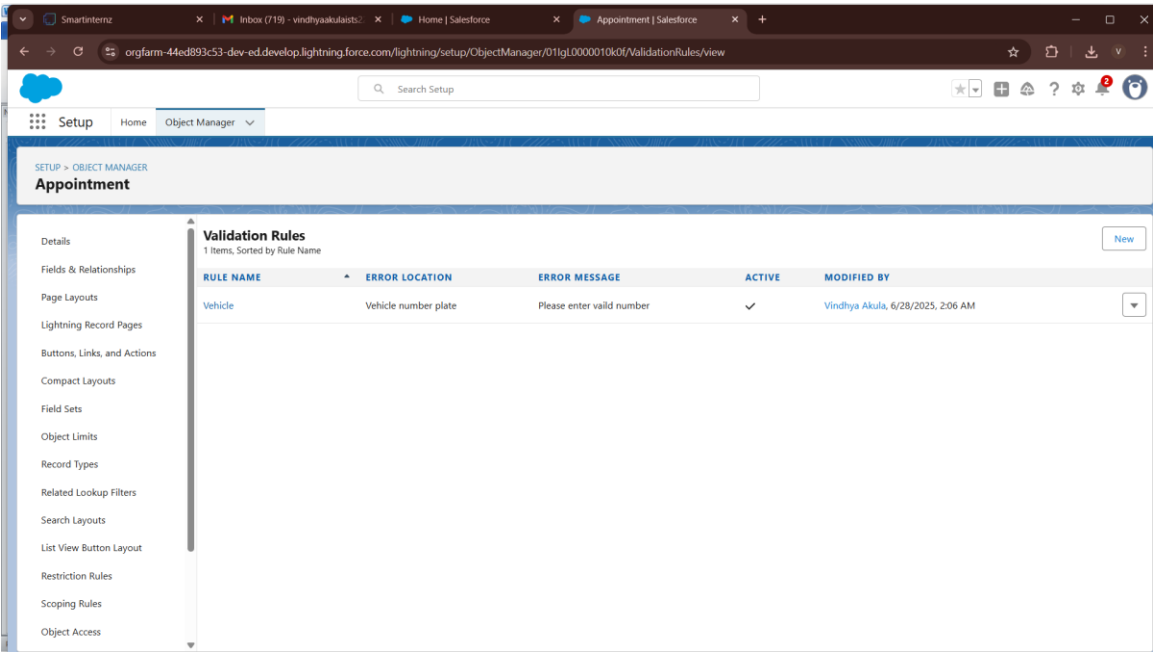 Smartinternz
Inbox (719) - vindhyaakulaists2
Home | Salesforce
Appointment | Salesforce
orgfarm-44ed893c53-dev-ed.develop.lightning.force.com/lightning/setup/ObjectManager/01IgL0000010k0f/ValidationRules/view
V
Search Setup
2
Setup
Home
Object Manager
SETUP > OBJECT MANAGER
Appointment
Details
Fields & Relationships
Page Layouts
Lightning Record Pages
Buttons, Links, and Actions
Compact Layouts
Field Sets
Object Limits
Record Types
Related Lookup Filters
Search Layouts
List View Button Layout
Restriction Rules
Scoping Rules
Object Access
Validation Rules
1 Items, Sorted by Rule Name
New
RULE NAME ERROR LOCATION ERROR MESSAGE ACTIVE MODIFIED BY
Vehicle Vehicle number plate Please enter vaild number Vindhya Akula, 6/28/2025, 2:06 AM